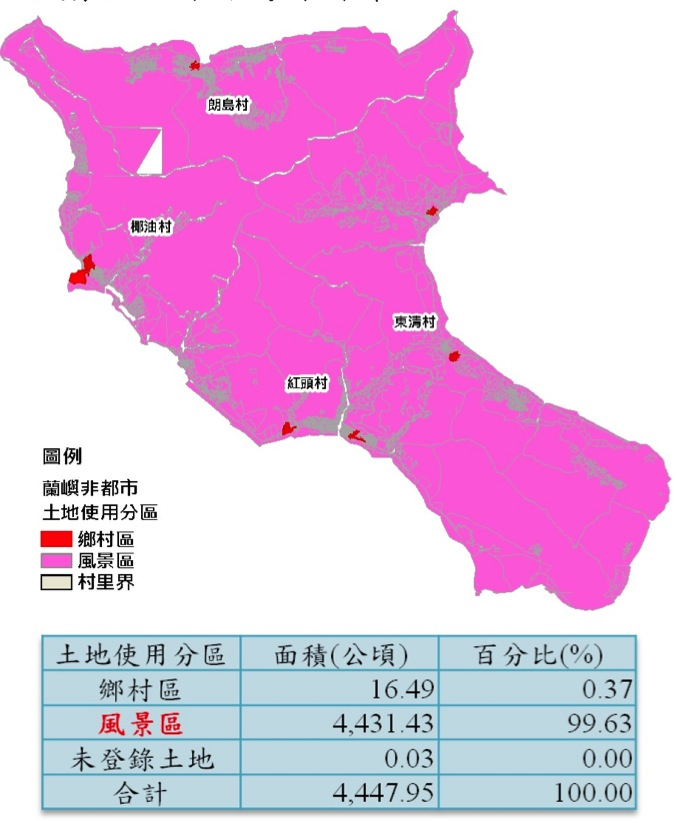 朗島村
椰油村
東清村
紅頭村
圖例
蘭嶼非都市
土地使用分區
鄉村區
風景區
村里界
土地使用分區 面積(公頃) 百分比(%)
鄉村區 16.49 0.37
風景區 4,431.43 99.63
未登錄土地 0.03 0.00
合計 4,447.95 100.00